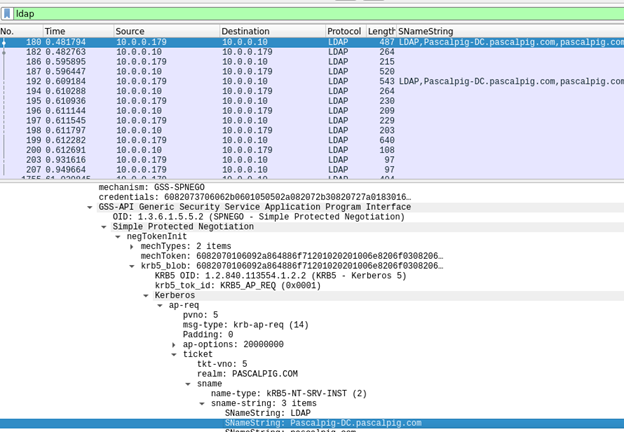 ldap
No. Time Source Destination Protocol Length SNameString
180 0.481794 10.0.0.179 10.0.0.10 LDAP 487 LDAP,Pascalpig-DC.pascalpig.com,pascalpig.com
182 0.482763 10.0.0.10 10.0.0.179 LDAP 264
186 0.595895 10.0.0.179 10.0.0.10 LDAP 215
187 0.596447 10.0.0.10 10.0.0.179 LDAP 520
192 0.609184 10.0.0.179 10.0.0.10 LDAP 543 LDAP,Pascalpig-DC.pascalpig.com,pascalpig.com
194 0.610288 10.0.0.10 10.0.0.179 LDAP 264
195 0.610936 10.0.0.179 10.0.0.10 LDAP 230
196 0.611144 10.0.0.10 10.0.0.179 LDAP 209
197 0.611545 10.0.0.179 10.0.0.10 LDAP 229
198 0.611797 10.0.0.10 10.0.0.179 LDAP 203
199 0.612282 10.0.0.179 10.0.0.10 LDAP 640
200 0.612691 10.0.0.10 10.0.0.179 LDAP 108
203 0.931616 10.0.0.179 10.0.0.10 LDAP 97
207 0.949664 10.0.0.179 10.0.0.10 LDAP 97
mechanism: GSS-SPNEGO
credentials: 6082073706062b0601050502a082072b30820727a0183016…
GSS-API Generic Security Service Application Program Interface
OID: 1.3.6.1.5.5.2 (SPNEGO - Simple Protected Negotiation)
Simple Protected Negotiation
negTokenInit
mechTypes: 2 items
mechToken: 6082070106092a864886f71201020201006e8206f0308206…
krb5_blob: 6082070106092a864886f71201020201006e8206f0308206…
KRB5 OID: 1.2.840.113554.1.2.2 (KRB5 - Kerberos 5)
krb5_tok_id: KRB5_AP_REQ (0x0001)
Kerberos
ap-req
pvno: 5
msg-type: krb-ap-req (14)
Padding: 0
ap-options: 20000000
ticket
tkt-vno: 5
realm: PASCALPIG.COM
sname
name-type: kRB5-NT-SRV-INST (2)
sname-string: 3 items
SNameString: LDAP
SNameString: Pascalpig-DC.pascalpig.com